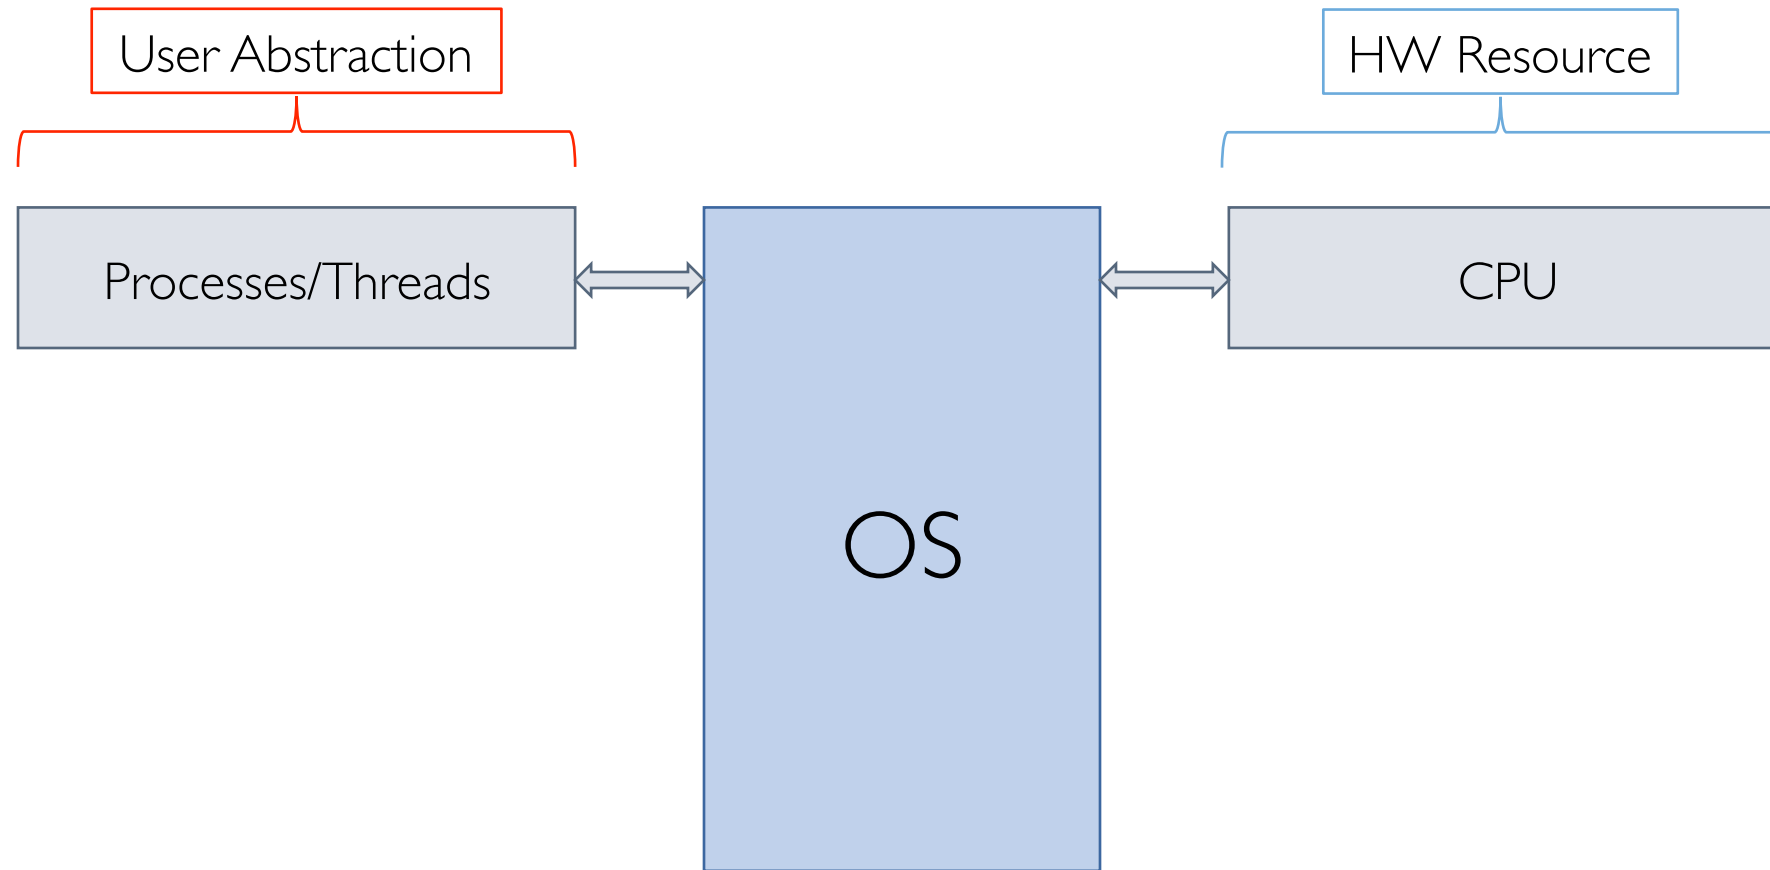 User Abstraction
HW Resource
Processes/Threads
CPU
OS